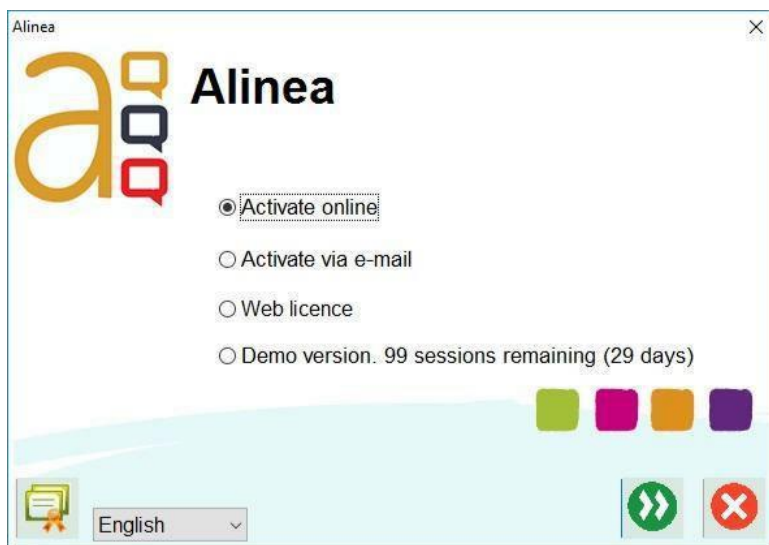 Alinea
Alinea
Activate online
Activate via e-mail
Web licence
Demo version. 99 sessions remaining (29 days)
English